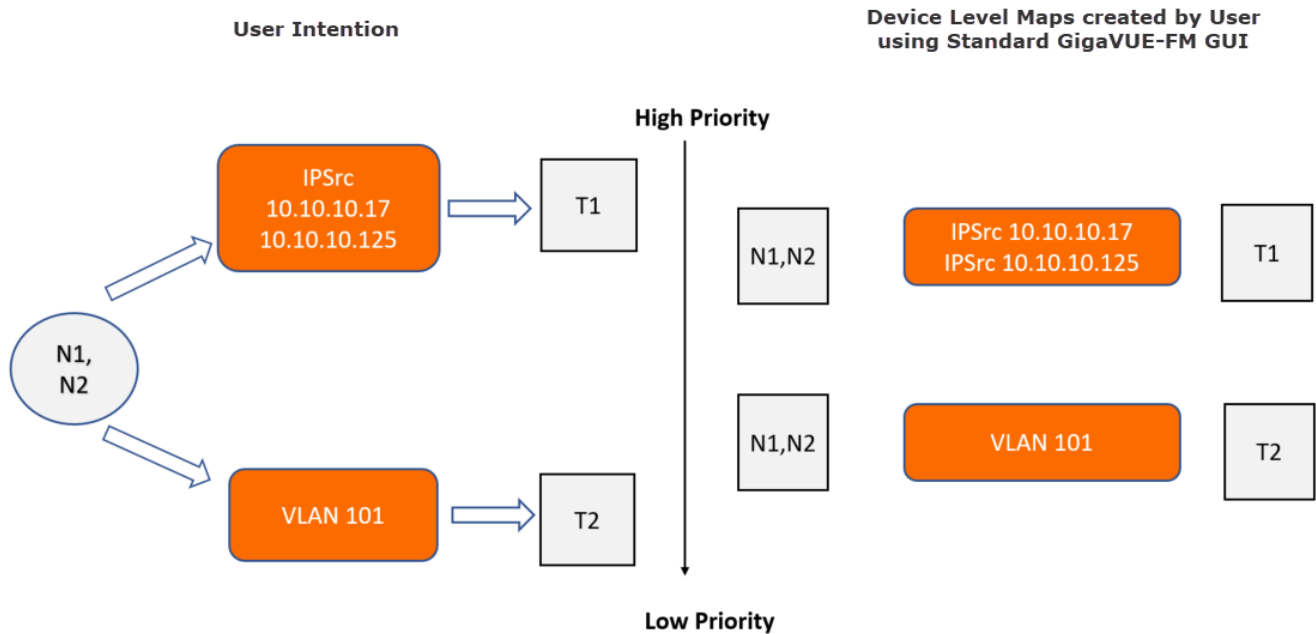 User Intention
Device Level Maps created by User
using Standard GigaVUE-FM GUI
High Priority
IPSrc
10.10.10.17
10.10.10.125
T1
N1,N2
IPSrc 10.10.10.17
IPSrc 10.10.10.125
T1
N1,
N2
N1,N2
VLAN 101
T2
VLAN 101
T2
Low Priority